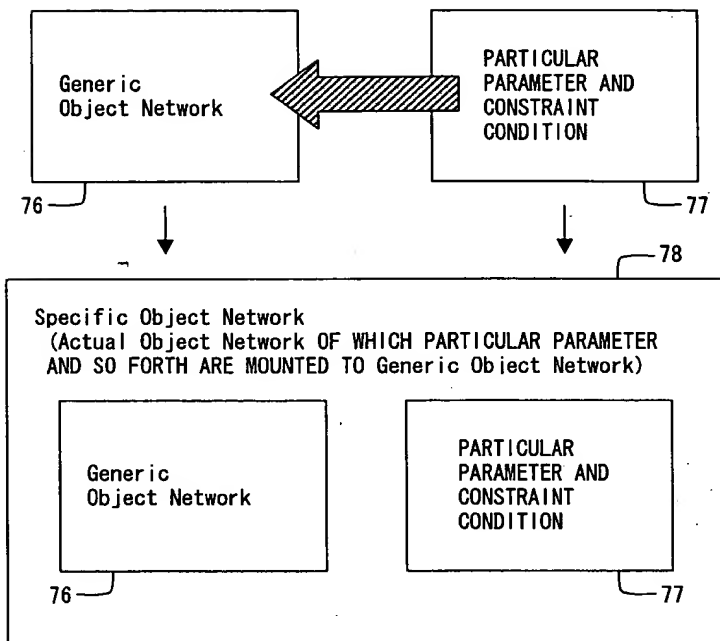 Generic
Object Network
PARTICULAR
PARAMETER AND
CONSTRAINT
CONDITION
76
77
78
Specific Object Network
(Actual Object Network OF WHICH PARTICULAR PARAMETER
AND SO FORTH ARE MOUNTED TO Generic Object Network)
Generic
Object Network
PARTICULAR
PARAMETER AND
CONSTRAINT
CONDITION
76
77